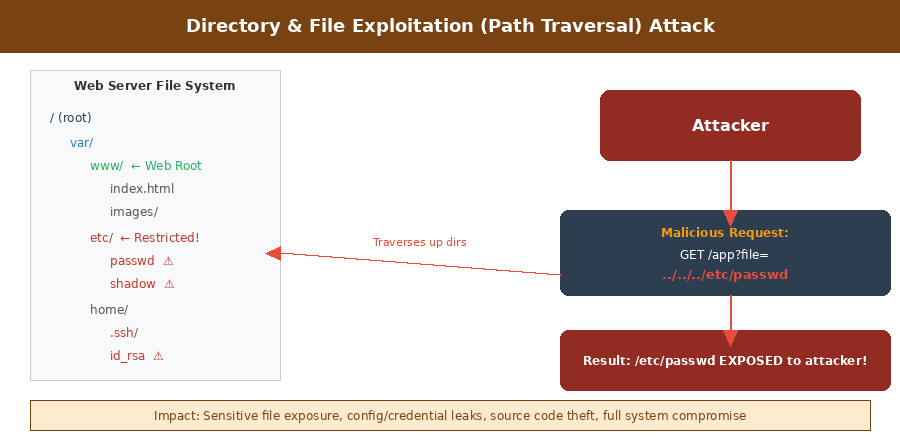 Directory & File Exploitation (Path Traversal) Attack
Web Server File System
/ (root)
var/
www/ ← Web Root
index.html
images/
etc/ ← Restricted!
passwd ⚠
shadow ⚠
home/
.ssh/
id_rsa ⚠
Traverses up dirs
Attacker
Malicious Request:
GET /app?file=
../../../etc/passwd
Result: /etc/passwd EXPOSED to attacker!
Impact: Sensitive file exposure, config/credential leaks, source code theft, full system compromise